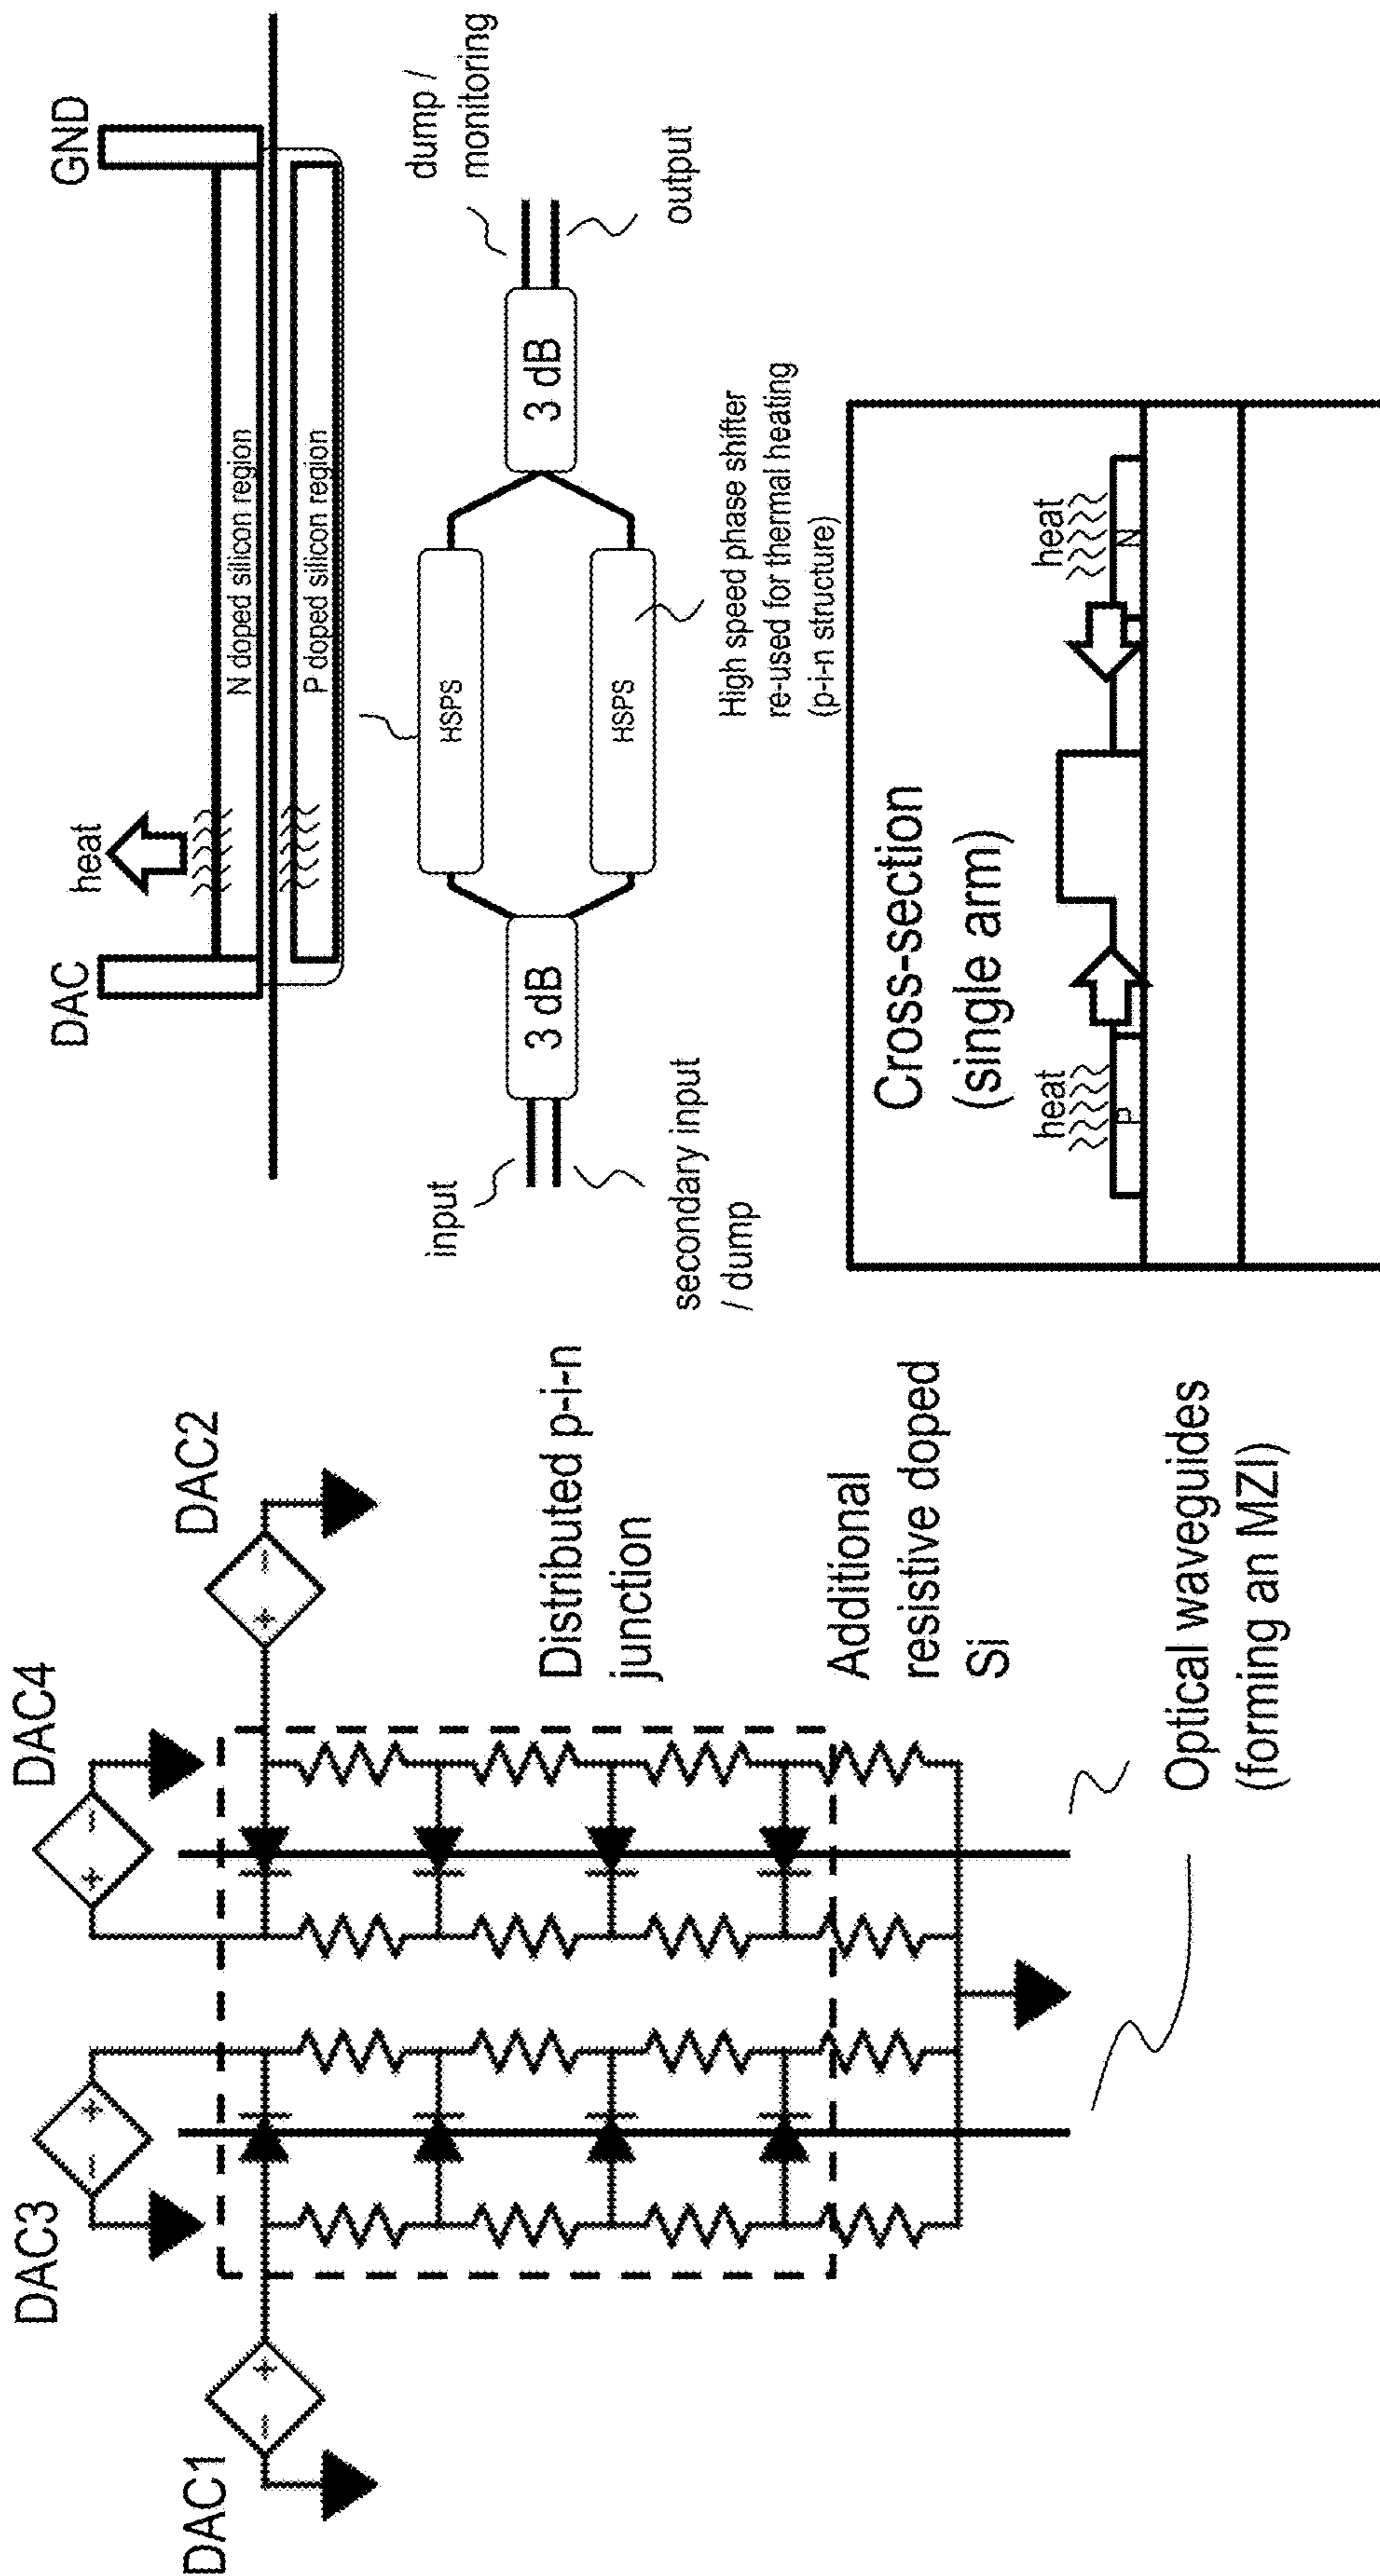 DAC3
DAC4
DAC1
DAC2
+
−
+
−
−
+
+
−
Distributed p-i-n
junction
Additional
resistive doped
Si
Optical waveguides
(forming an MZI)
DAC
heat
GND
N doped silicon region
P doped silicon region
input
secondary input
/ dump
3 dB
HSPS
HSPS
3 dB
dump /
monitoring
output
High speed phase shifter
re-used for thermal heating
(p-i-n structure)
Cross-section
(single arm)
heat
P
heat
N